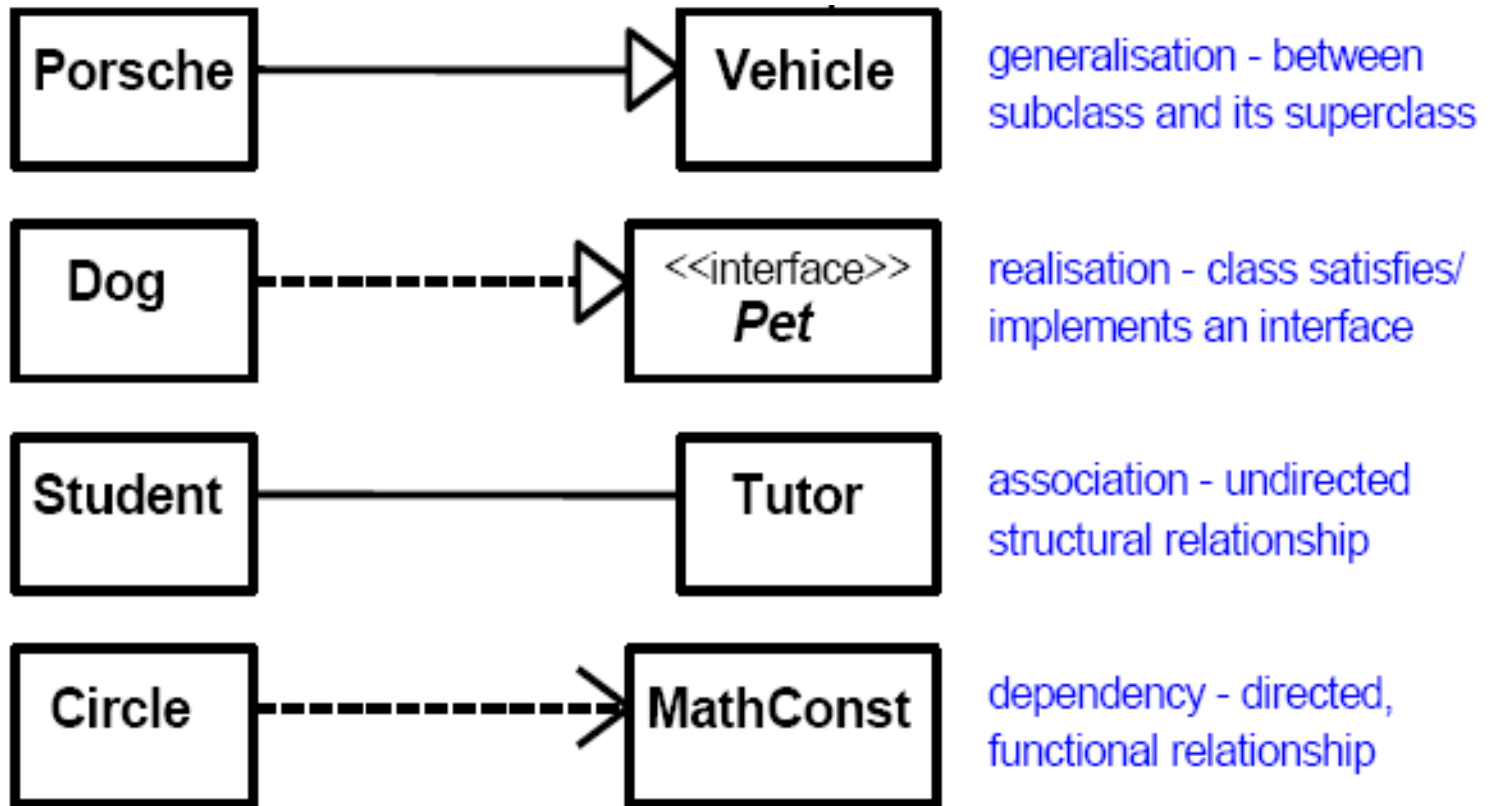 Porsche
Vehicle
generalisation - between
subclass and its superclass
Dog
<<interface>>
Pet
realisation - class satisfies/
implements an interface
Student
Tutor
association - undirected
structural relationship
Circle
MathConst
dependency - directed,
functional relationship